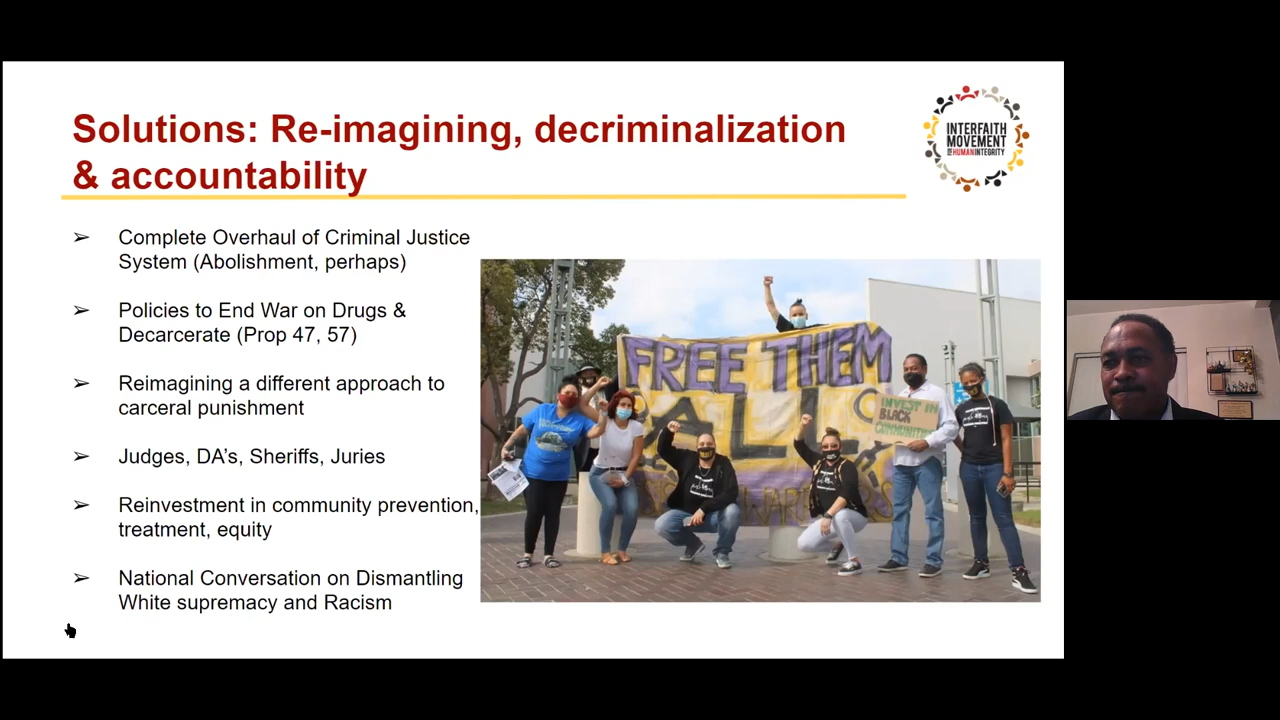 Solutions: Re-imagining, decriminalization
& accountability
INTERFAITH
MOVEMENT
FOR HUMAN INTEGRITY
➢ Complete Overhaul of Criminal Justice
System (Abolishment, perhaps)
➢ Policies to End War on Drugs &
Decarcerate (Prop 47, 57)
➢ Reimagining a different approach to
carceral punishment
➢ Judges, DA's, Sheriffs, Juries
➢ Reinvestment in community prevention,
treatment, equity
➢ National Conversation on Dismantling
White supremacy and Racism
FREE THEM
ALL
INVEST IN
BLACK
COMMUNITIES